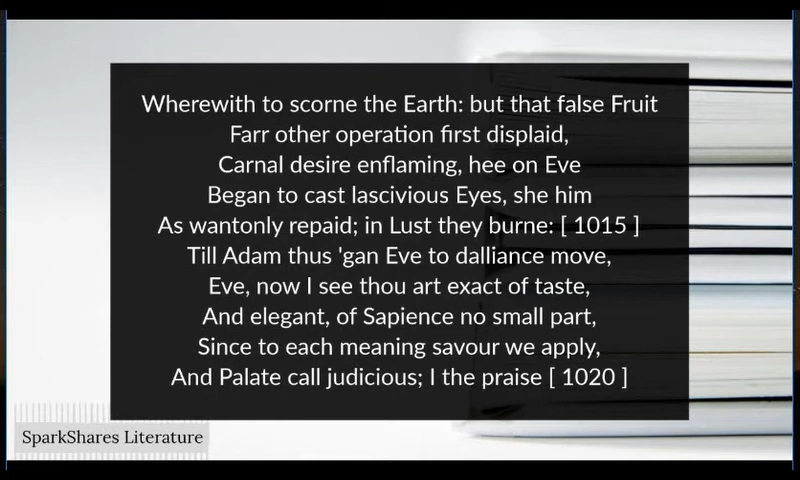 Wherewith to scorne the Earth: but that false Fruit
Farr other operation first displaid,
Carnal desire enflaming, hee on Eve
Began to cast lascivious Eyes, she him
As wantonly repaid; in Lust they burne: [ 1015 ]
Till Adam thus 'gan Eve to dalliance move,
Eve, now I see thou art exact of taste,
And elegant, of Sapience no small part,
Since to each meaning savour we apply,
And Palate call judicious; I the praise [ 1020 ]
SparkShares Literature